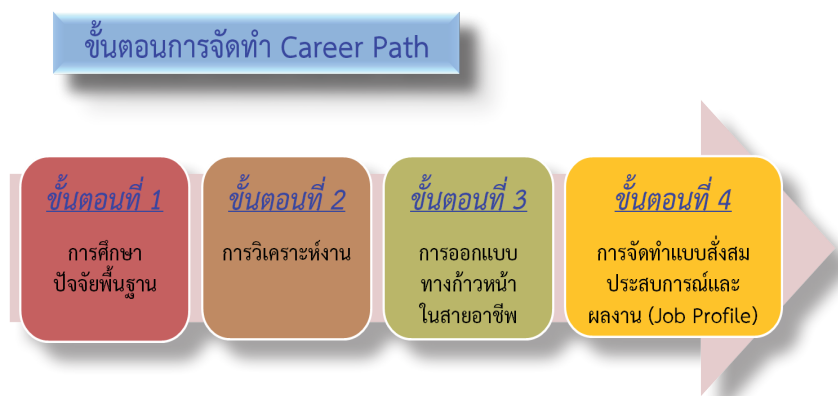 ขั้นตอนการจัดทำ Career Path
ขั้นตอนที่ 1
การศึกษา
ปัจจัยพื้นฐาน
ขั้นตอนที่ 2
การวิเคราะห์งาน
ขั้นตอนที่ 3
การออกแบบ
ทางก้าวหน้า
ในสายอาชีพ
ขั้นตอนที่ 4
การจัดทำแบบสั่งสม
ประสบการณ์และ
ผลงาน (Job Profile)